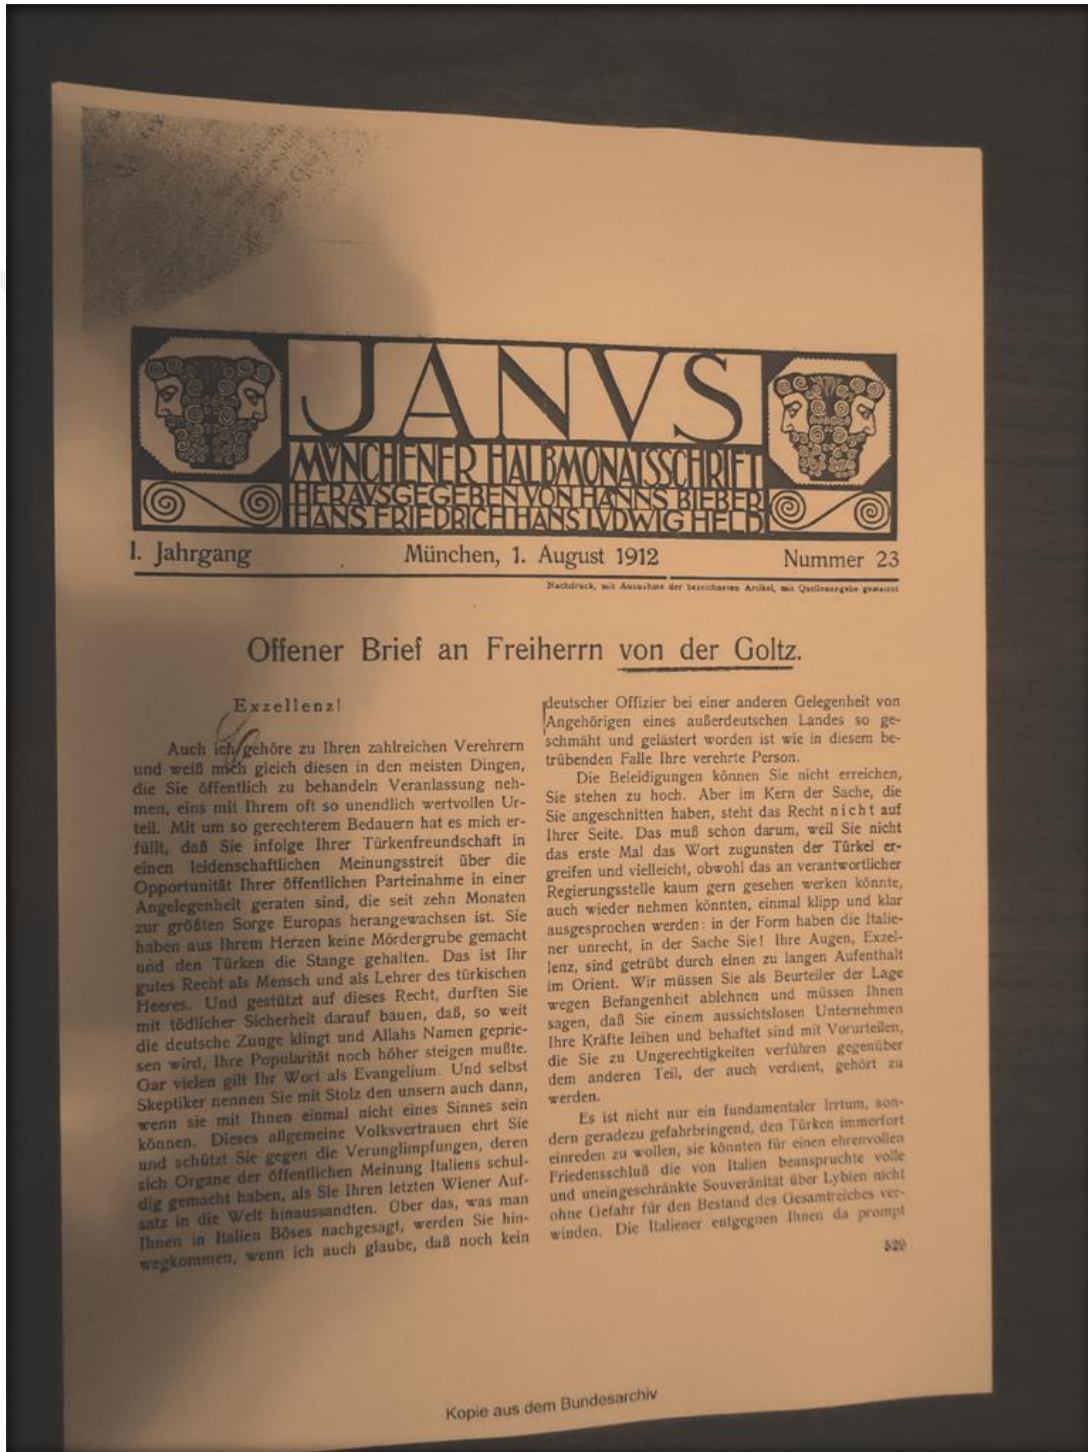 JANVS
MVNCHENER HALBMONATSSCHRIFT
HERAVSGEGEBEN VON HANNS BIEBER
HANS FRIEDRICH HANS LVDWIG HELD
I. Jahrgang München, 1. August 1912 Nummer 23
Nachdruck, mit Ausnahme der bezeichneten Artikel, mit Quellenangabe gestattet
Offener Brief an Freiherrn von der Goltz.
Exzellenz!
Auch ich gehöre zu Ihren zahlreichen Verehrern
und weiß mich gleich diesen in den meisten Dingen,
die Sie öffentlich zu behandeln Veranlassung neh-
men, eins mit Ihrem oft so unendlich wertvollen Ur-
teil. Mit um so gerechterem Bedauern hat es mich er-
füllt, daß Sie infolge Ihrer Türkenfreundschaft in
einen leidenschaftlichen Meinungsstreit über die
Opportunität Ihrer öffentlichen Parteinahme in einer
Angelegenheit geraten sind, die seit zehn Monaten
zur größten Sorge Europas herangewachsen ist. Sie
haben aus Ihrem Herzen keine Mördergrube gemacht
und den Türken die Stange gehalten. Das ist Ihr
gutes Recht als Mensch und als Lehrer des türkischen
Heeres. Und gestützt auf dieses Recht, durften Sie
mit tödlicher Sicherheit darauf bauen, daß, so weit
die deutsche Zunge klingt und Allahs Namen geprie-
sen wird, Ihre Popularität noch höher steigen mußte.
Gar vielen gilt Ihr Wort als Evangelium. Und selbst
Skeptiker nennen Sie mit Stolz den unsern auch dann,
wenn sie mit Ihnen einmal nicht eines Sinnes sein
können. Dieses allgemeine Volksvertrauen ehrt Sie
und schützt Sie gegen die Verunglimpfungen, deren
sich Organe der öffentlichen Meinung Italiens schul-
dig gemacht haben, als Sie Ihren letzten Wiener Auf-
satz in die Welt hinaussandten. Über das, was man
Ihnen in Italien Böses nachgesagt, werden Sie hin-
wegkommen, wenn ich auch glaube, daß noch kein
deutscher Offizier bei einer anderen Gelegenheit von
Angehörigen eines außerdeutschen Landes so ge-
schmäht und gelästert worden ist wie in diesem be-
trübenden Falle Ihre verehrte Person.
Die Beleidigungen können Sie nicht erreichen,
Sie stehen zu hoch. Aber im Kern der Sache, die
Sie angeschnitten haben, steht das Recht nicht auf
Ihrer Seite. Das muß schon darum, weil Sie nicht
das erste Mal das Wort zugunsten der Türkei er-
greifen und vielleicht, obwohl das an verantwortlicher
Regierungsstelle kaum gern gesehen werken könnte,
auch wieder nehmen könnten, einmal klipp und klar
ausgesprochen werden: in der Form haben die Italie-
ner unrecht, in der Sache Sie! Ihre Augen, Exzel-
lenz, sind getrübt durch einen zu langen Aufenthalt
im Orient. Wir müssen Sie als Beurteiler der Lage
wegen Befangenheit ablehnen und müssen Ihnen
sagen, daß Sie einem aussichtslosen Unternehmen
Ihre Kräfte leihen und behaftet sind mit Vorurteilen,
die Sie zu Ungerechtigkeiten verführen gegenüber
dem anderen Teil, der auch verdient, gehört zu
werden.
Es ist nicht nur ein fundamentaler Irrtum, son-
dern geradezu gefahrbringend, den Türken immerfort
einreden zu wollen, sie könnten für einen ehrenvollen
Friedensschluß die von Italien beanspruchte volle
und uneingeschränkte Souveränität über Lybien nicht
ohne Gefahr für den Bestand des Gesamtreiches ver-
winden. Die Italiener entgegnen Ihnen da prompt
529
Kopie aus dem Bundesarchiv